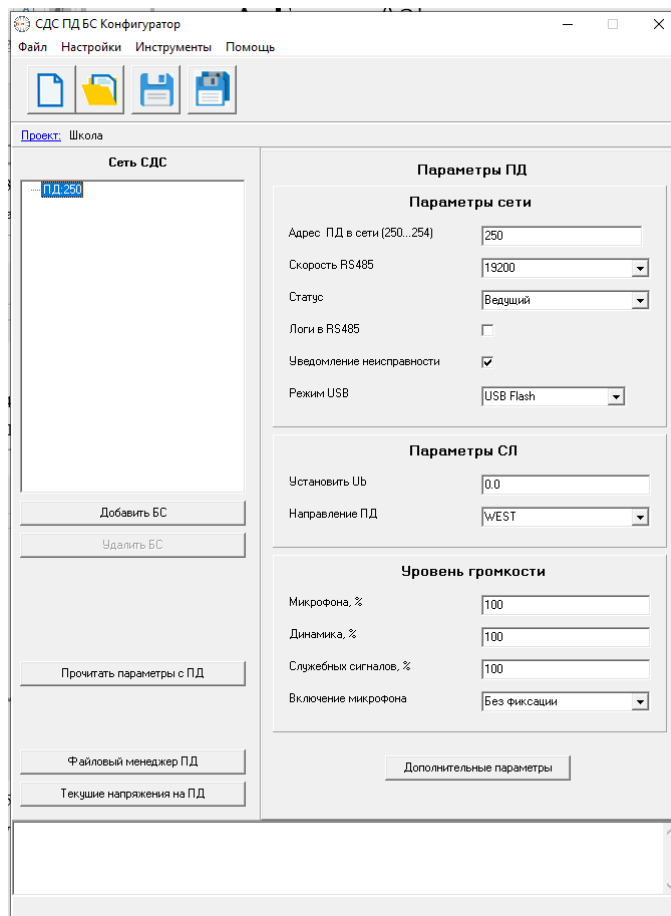 СДС ПД БС Конфигуратор
Файл Настройки Инструменты Помощь
Проект: Школа
Сеть СДС
ПД:250
Добавить БС
Удалить БС
Прочитать параметры с ПД
Файловый менеджер ПД
Текушие напряжения на ПД
Параметры ПД
Параметры сети
Адрес ПД в сети (250...254) 250
Скорость RS485 19200
Статус Ведущий
Логи в RS485
Уведомление неисправности
Режим USB USB Flash
Параметры СЛ
Установить Ub 0.0
Направление ПД WEST
Уровень громкости
Микрофона, % 100
Динамика, % 100
Служебных сигналов, % 100
Включение микрофона Без фиксации
Дополнительные параметры